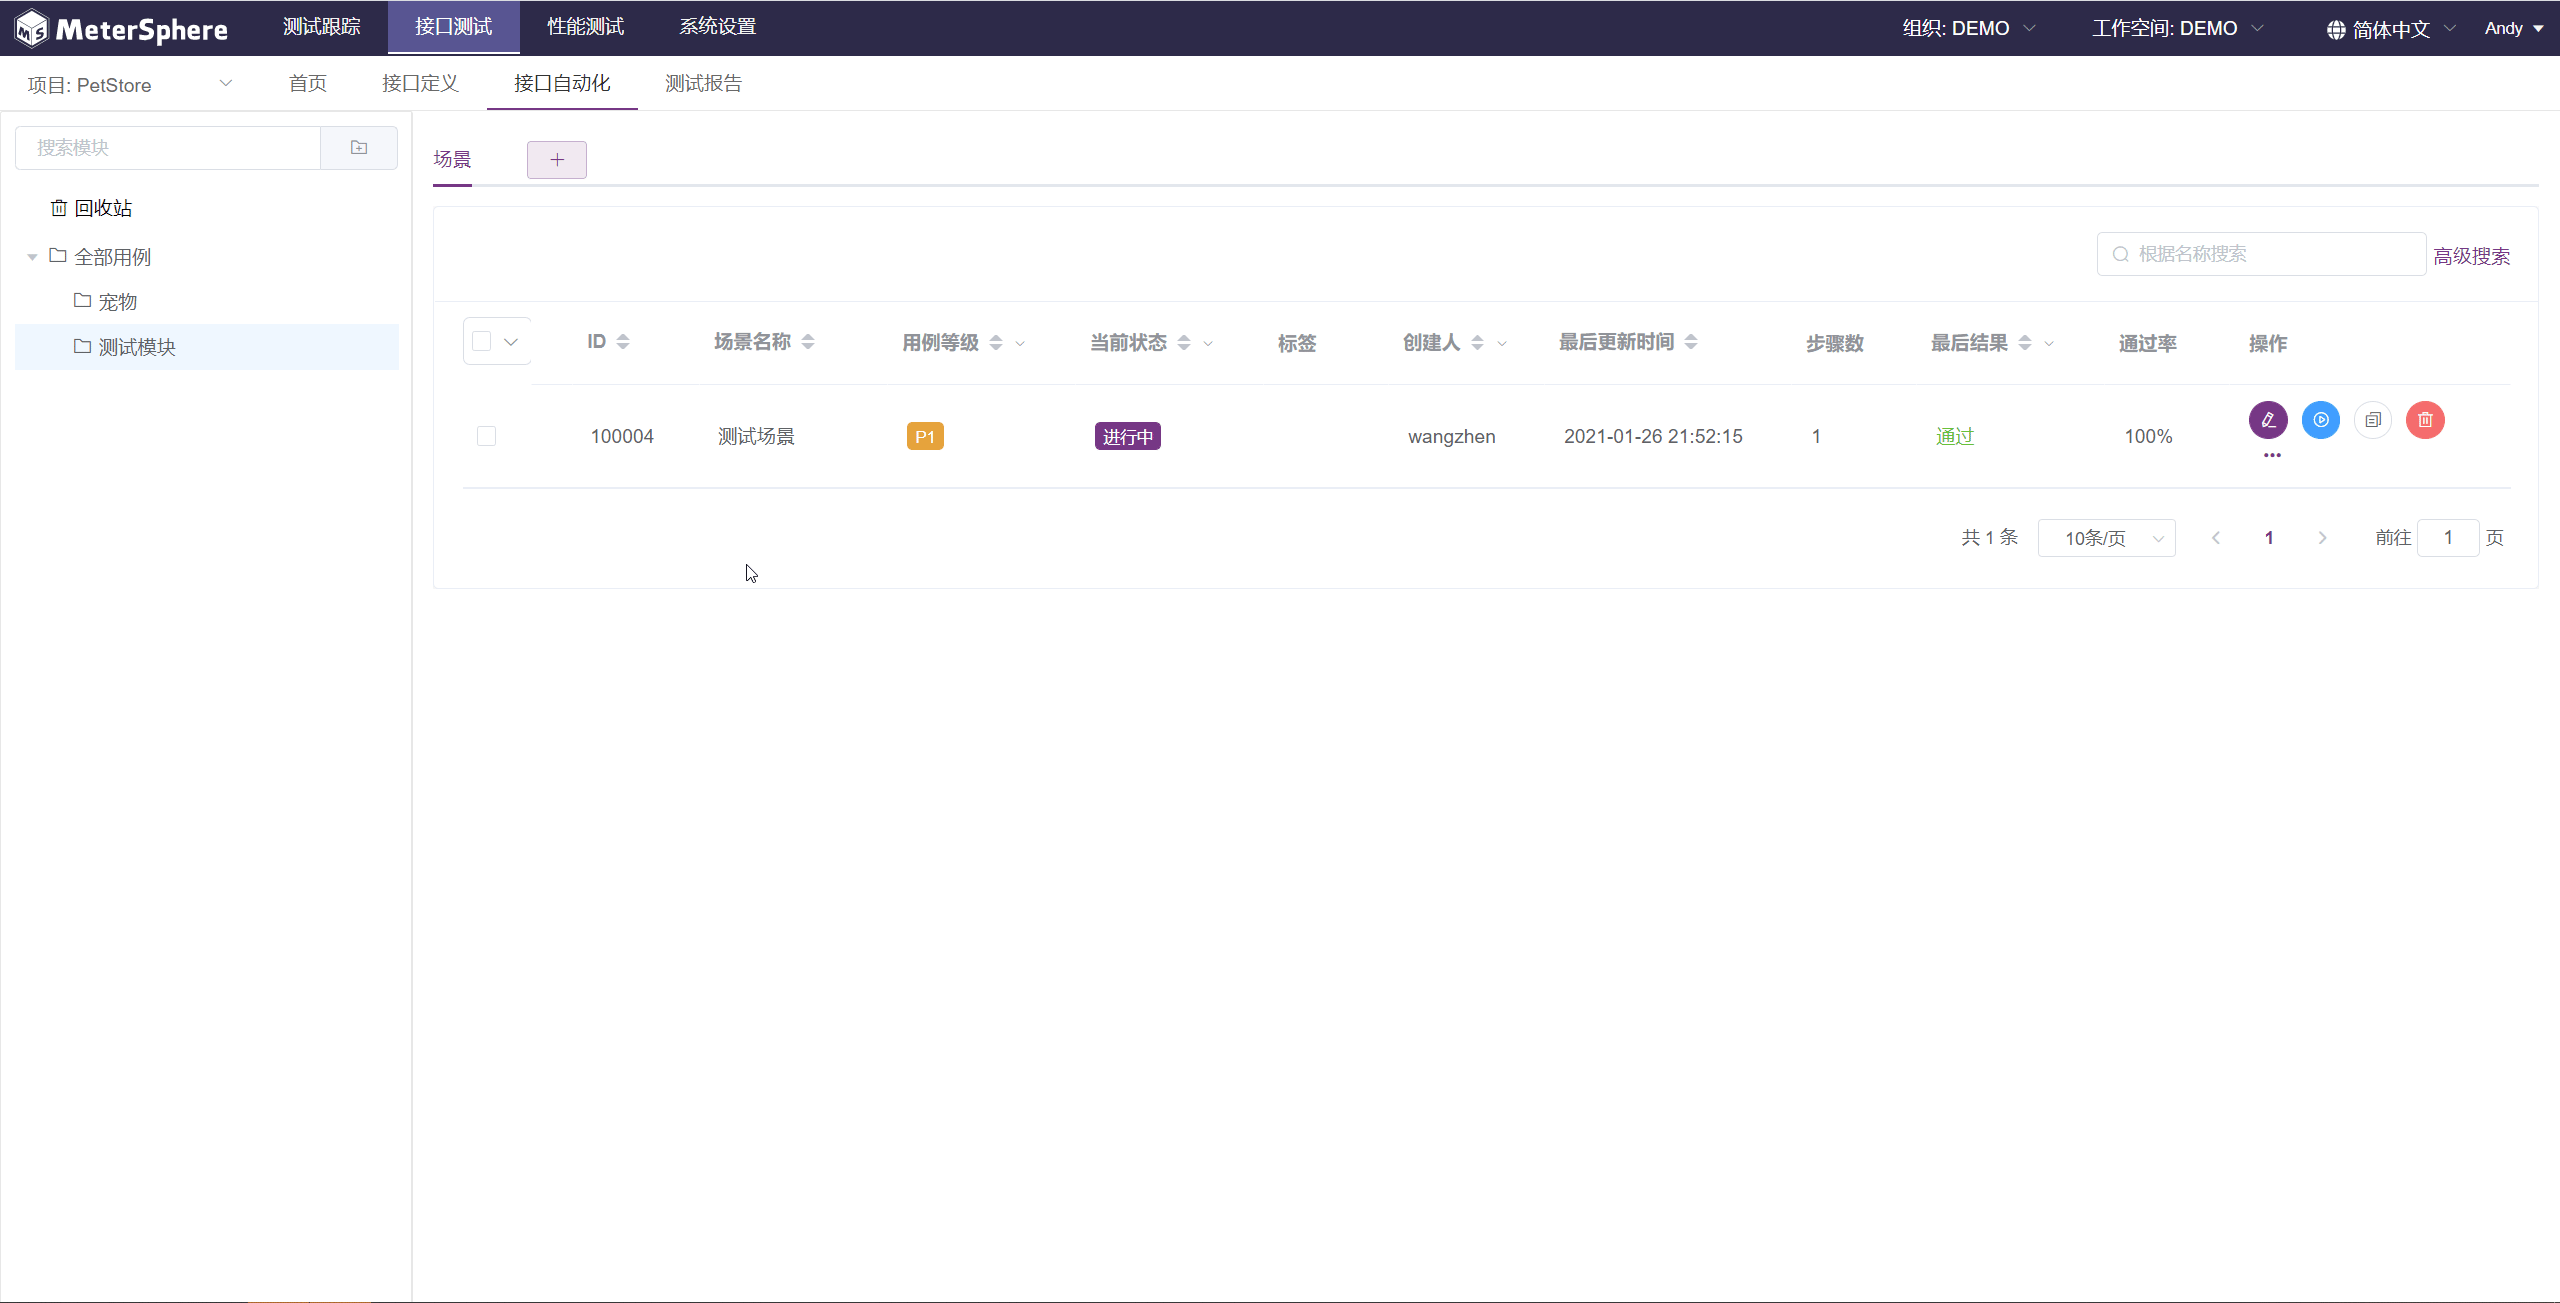 MeterSphere 测试跟踪 接口测试 性能测试 系统设置 组织: DEMO 工作空间: DEMO 简体中文 Andy
项目: PetStore 首页 接口定义 接口自动化 测试报告
搜索模块
回收站
全部用例
宠物
测试模块
场景
根据名称搜索 高级搜索
ID 场景名称 用例等级 当前状态 标签 创建人 最后更新时间 步骤数 最后结果 通过率 操作
100004 测试场景 P1 进行中 wangzhen 2021-01-26 21:52:15 1 通过 100%
共 1 条 10条/页 1 前往 1 页